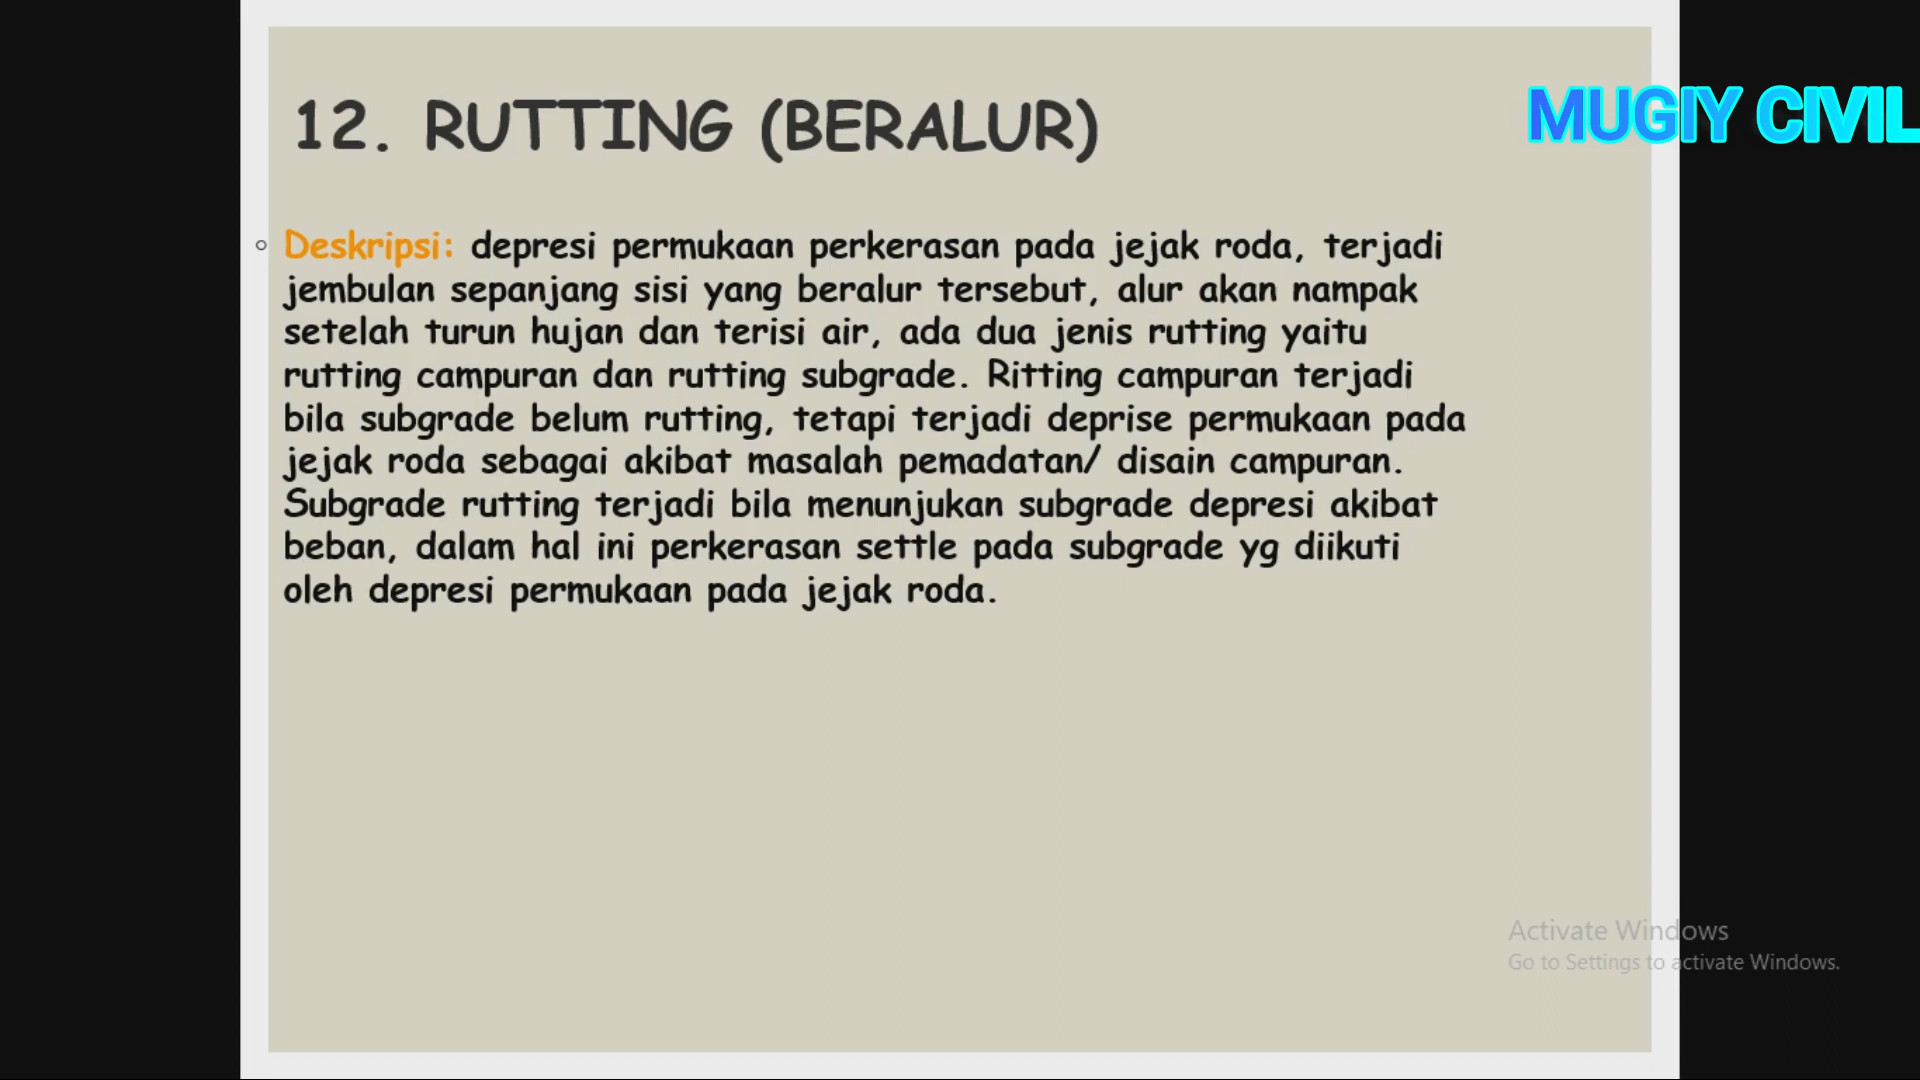 12. RUTTING (BERALUR)
MUGIY CIVIL
Deskripsi: depresi permukaan perkerasan pada jejak roda, terjadi
jembulan sepanjang sisi yang beralur tersebut, alur akan nampak
setelah turun hujan dan terisi air, ada dua jenis rutting yaitu
rutting campuran dan rutting subgrade. Ritting campuran terjadi
bila subgrade belum rutting, tetapi terjadi deprise permukaan pada
jejak roda sebagai akibat masalah pemadatan/ disain campuran.
Subgrade rutting terjadi bila menunjukan subgrade depresi akibat
beban, dalam hal ini perkerasan settle pada subgrade yg diikuti
oleh depresi permukaan pada jejak roda.
Activate Windows
Go to Settings to activate Windows.